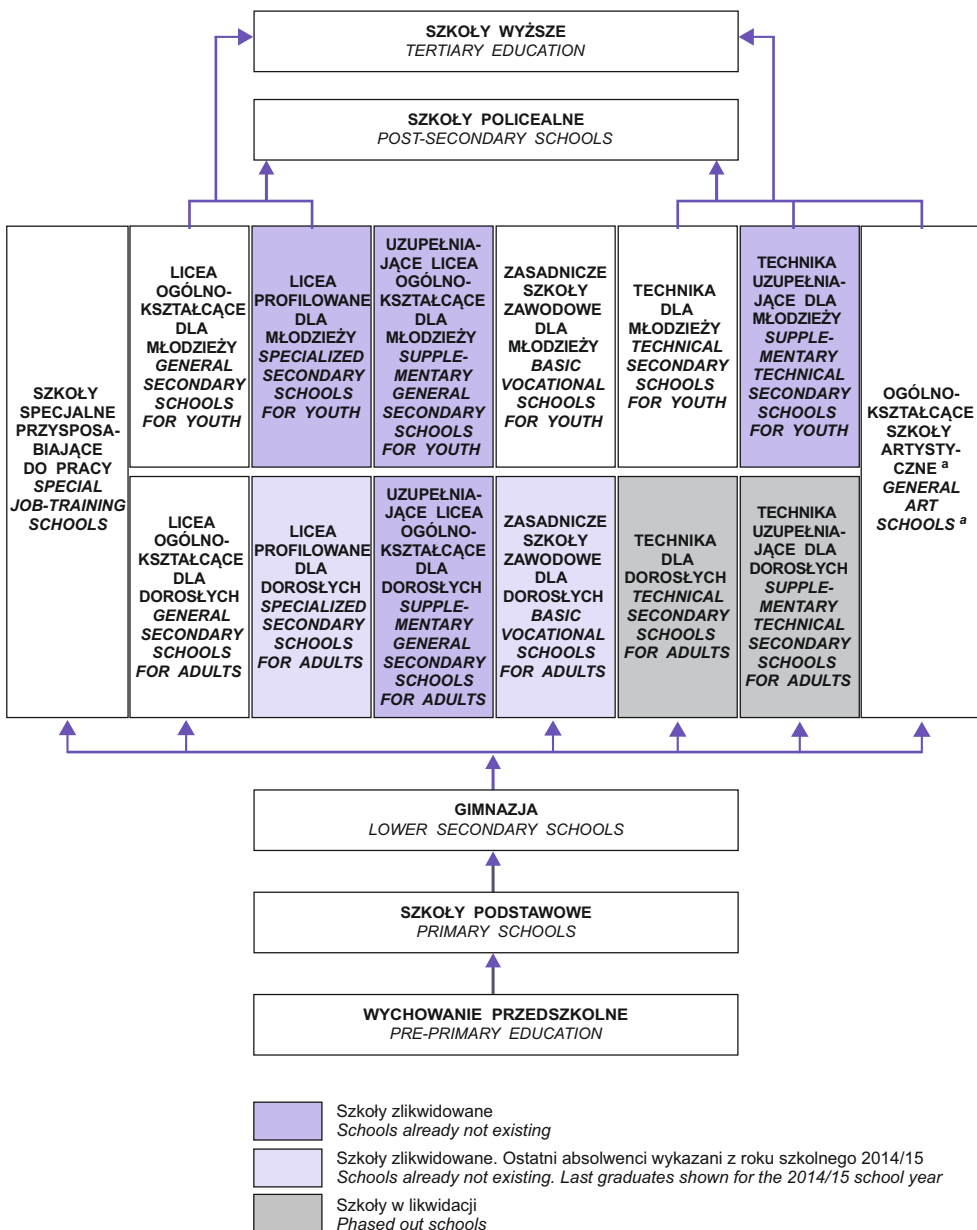 SZKOŁY WYŻSZE
TERTIARY EDUCATION
SZKOŁY POLICEALNE
POST-SECONDARY SCHOOLS
SZKOŁY
SPECJALNE
PRZYSPOSA-
BIAJĄCE
DO PRACY
SPECIAL
JOB-TRAINING
SCHOOLS
LICEA
OGÓLNO-
KSZTAŁCĄCE
DLA
MŁODZIEŻY
GENERAL
SECONDARY
SCHOOLS
FOR YOUTH
LICEA
PROFILOWANE
DLA
MŁODZIEŻY
SPECIALIZED
SECONDARY
SCHOOLS
FOR YOUTH
UZUPEŁNIA-
JĄCE LICEA
OGÓLNO-
KSZTAŁCĄCE
DLA
MŁODZIEŻY
SUPPLE-
MENTARY
GENERAL
SECONDARY
SCHOOLS
FOR YOUTH
ZASADNICZE
SZKOŁY
ZAWODOWE
DLA
MŁODZIEŻY
BASIC
VOCATIONAL
SCHOOLS
FOR YOUTH
TECHNIKA
DLA
MŁODZIEŻY
TECHNICAL
SECONDARY
SCHOOLS
FOR YOUTH
TECHNIKA
UZUPEŁNIA-
JĄCE DLA
MŁODZIEŻY
SUPPLE-
MENTARY
TECHNICAL
SECONDARY
SCHOOLS
FOR YOUTH
OGÓLNO-
KSZTAŁCĄCE
SZKOŁY
ARTYSTY-
CZNE a
GENERAL
ART
SCHOOLS a
LICEA
OGÓLNO-
KSZTAŁCĄCE
DLA
DOROSŁYCH
GENERAL
SECONDARY
SCHOOLS
FOR ADULTS
LICEA
PROFILOWANE
DLA
DOROSŁYCH
SPECIALIZED
SECONDARY
SCHOOLS
FOR ADULTS
UZUPEŁNIA-
JĄCE LICEA
OGÓLNO-
KSZTAŁCĄCE
DLA
DOROSŁYCH
SUPPLE-
MENTARY
GENERAL
SECONDARY
SCHOOLS
FOR ADULTS
ZASADNICZE
SZKOŁY
ZAWODOWE
DLA
DOROSŁYCH
BASIC
VOCATIONAL
SCHOOLS
FOR ADULTS
TECHNIKA
DLA
DOROSŁYCH
TECHNICAL
SECONDARY
SCHOOLS
FOR ADULTS
TECHNIKA
UZUPEŁNIA-
JĄCE DLA
DOROSŁYCH
SUPPLE-
MENTARY
TECHNICAL
SECONDARY
SCHOOLS
FOR ADULTS
GIMNAZJA
LOWER SECONDARY SCHOOLS
SZKOŁY PODSTAWOWE
PRIMARY SCHOOLS
WYCHOWANIE PRZEDSZKOLNE
PRE-PRIMARY EDUCATION
Szkoły zlikwidowane
Schools already not existing
Szkoły zlikwidowane. Ostatni absolwenci wykazani z roku szkolnego 2014/15
Schools already not existing. Last graduates shown for the 2014/15 school year
Szkoły w likwidacji
Phased out schools